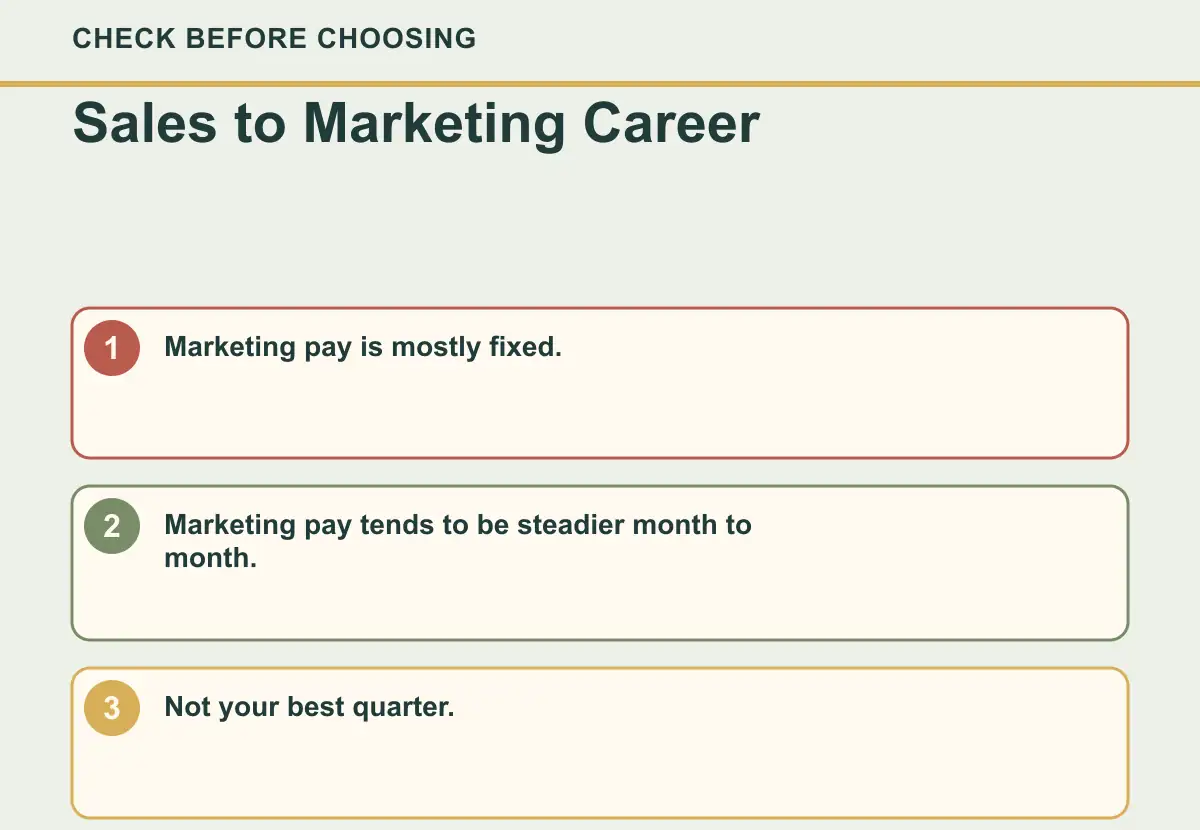 CHECK BEFORE CHOOSING
Sales to Marketing Career
1
Marketing pay is mostly fixed.
2
Marketing pay tends to be steadier month to
month.
3
Not your best quarter.